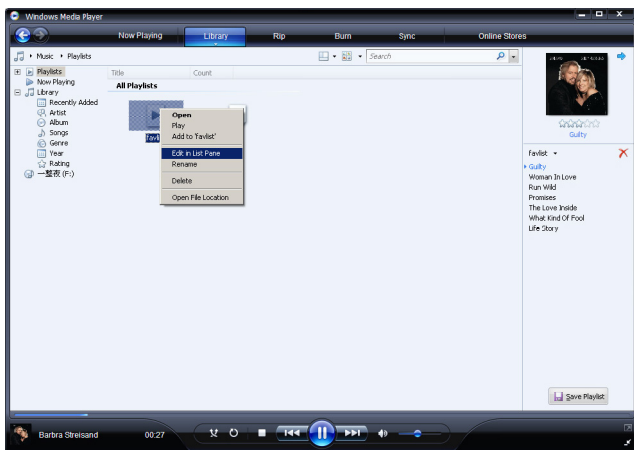 Windows Media Player
Now Playing Library Rip Burn Sync Online Stores
Music Playlists
Search
Title Count
Playlists
Now Playing
Library
Recently Added
Artist
Album
Songs
Genre
Year
Rating
一整夜 (F:)
All Playlists
Open
Play
Add to 'favlist'
Edit in List Pane
Rename
Delete
Open File Location
Guilty
favlist
Guilty
Woman In Love
Run Wild
Promises
The Love Inside
What Kind Of Fool
Life Story
Save Playlist
Barbra Streisand 00:27